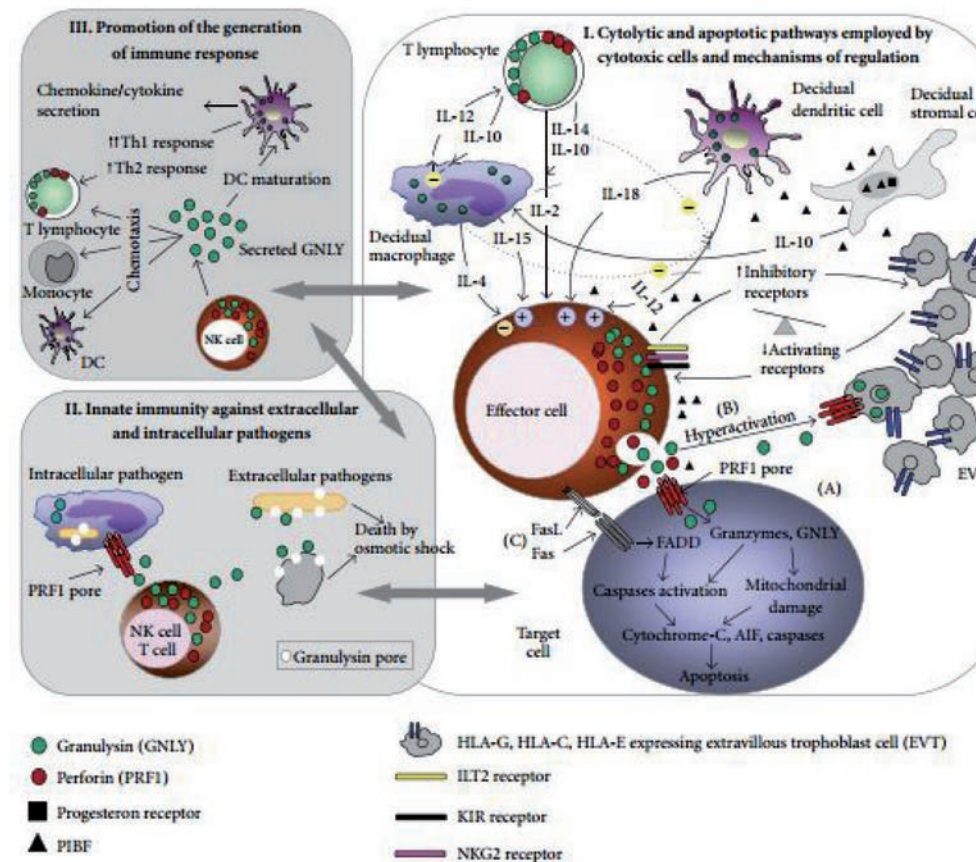 III. Promotion of the generation
of immune response
Chemokine/cytokine
secretion
⇈Th1 response
↑Th2 response
DC maturation
T lymphocyte
Secreted GNLY
Chemotaxis
Monocyte
NK cell
DC
I. Cytolytic and apoptotic pathways employed by
cytotoxic cells and mechanisms of regulation
T lymphocyte
Decidual
dendritic cell
Decidual
stromal
IL-12
IL-10
IL-14
IL-10
IL-18
IL-2
IL-15
IL-10
Decidual
macrophage
IL-4
IL-12
↑Inhibitory
receptors
↓Activating
receptors
Effector cell
(B)
Hyperactivation
PRF1 pore
(A)
(C)
FasL
Fas
FADD
Granzymes, GNLY
Caspases activation
Mitochondrial
damage
Cytochrome-C, AIF, caspases
Apoptosis
Target
cell
II. Innate immunity against extracellular
and intracellular pathogens
Intracellular pathogen
Extracellular pathogens
Death by
osmotic shock
PRF1 pore
NK cell
T cell
Granulysin pore
Granulysin (GNLY)
Perforin (PRF1)
Progesteron receptor
PIBF
HLA-G, HLA-C, HLA-E expressing extravillous trophoblast cell (EVT)
ILT2 receptor
KIR receptor
NKG2 receptor